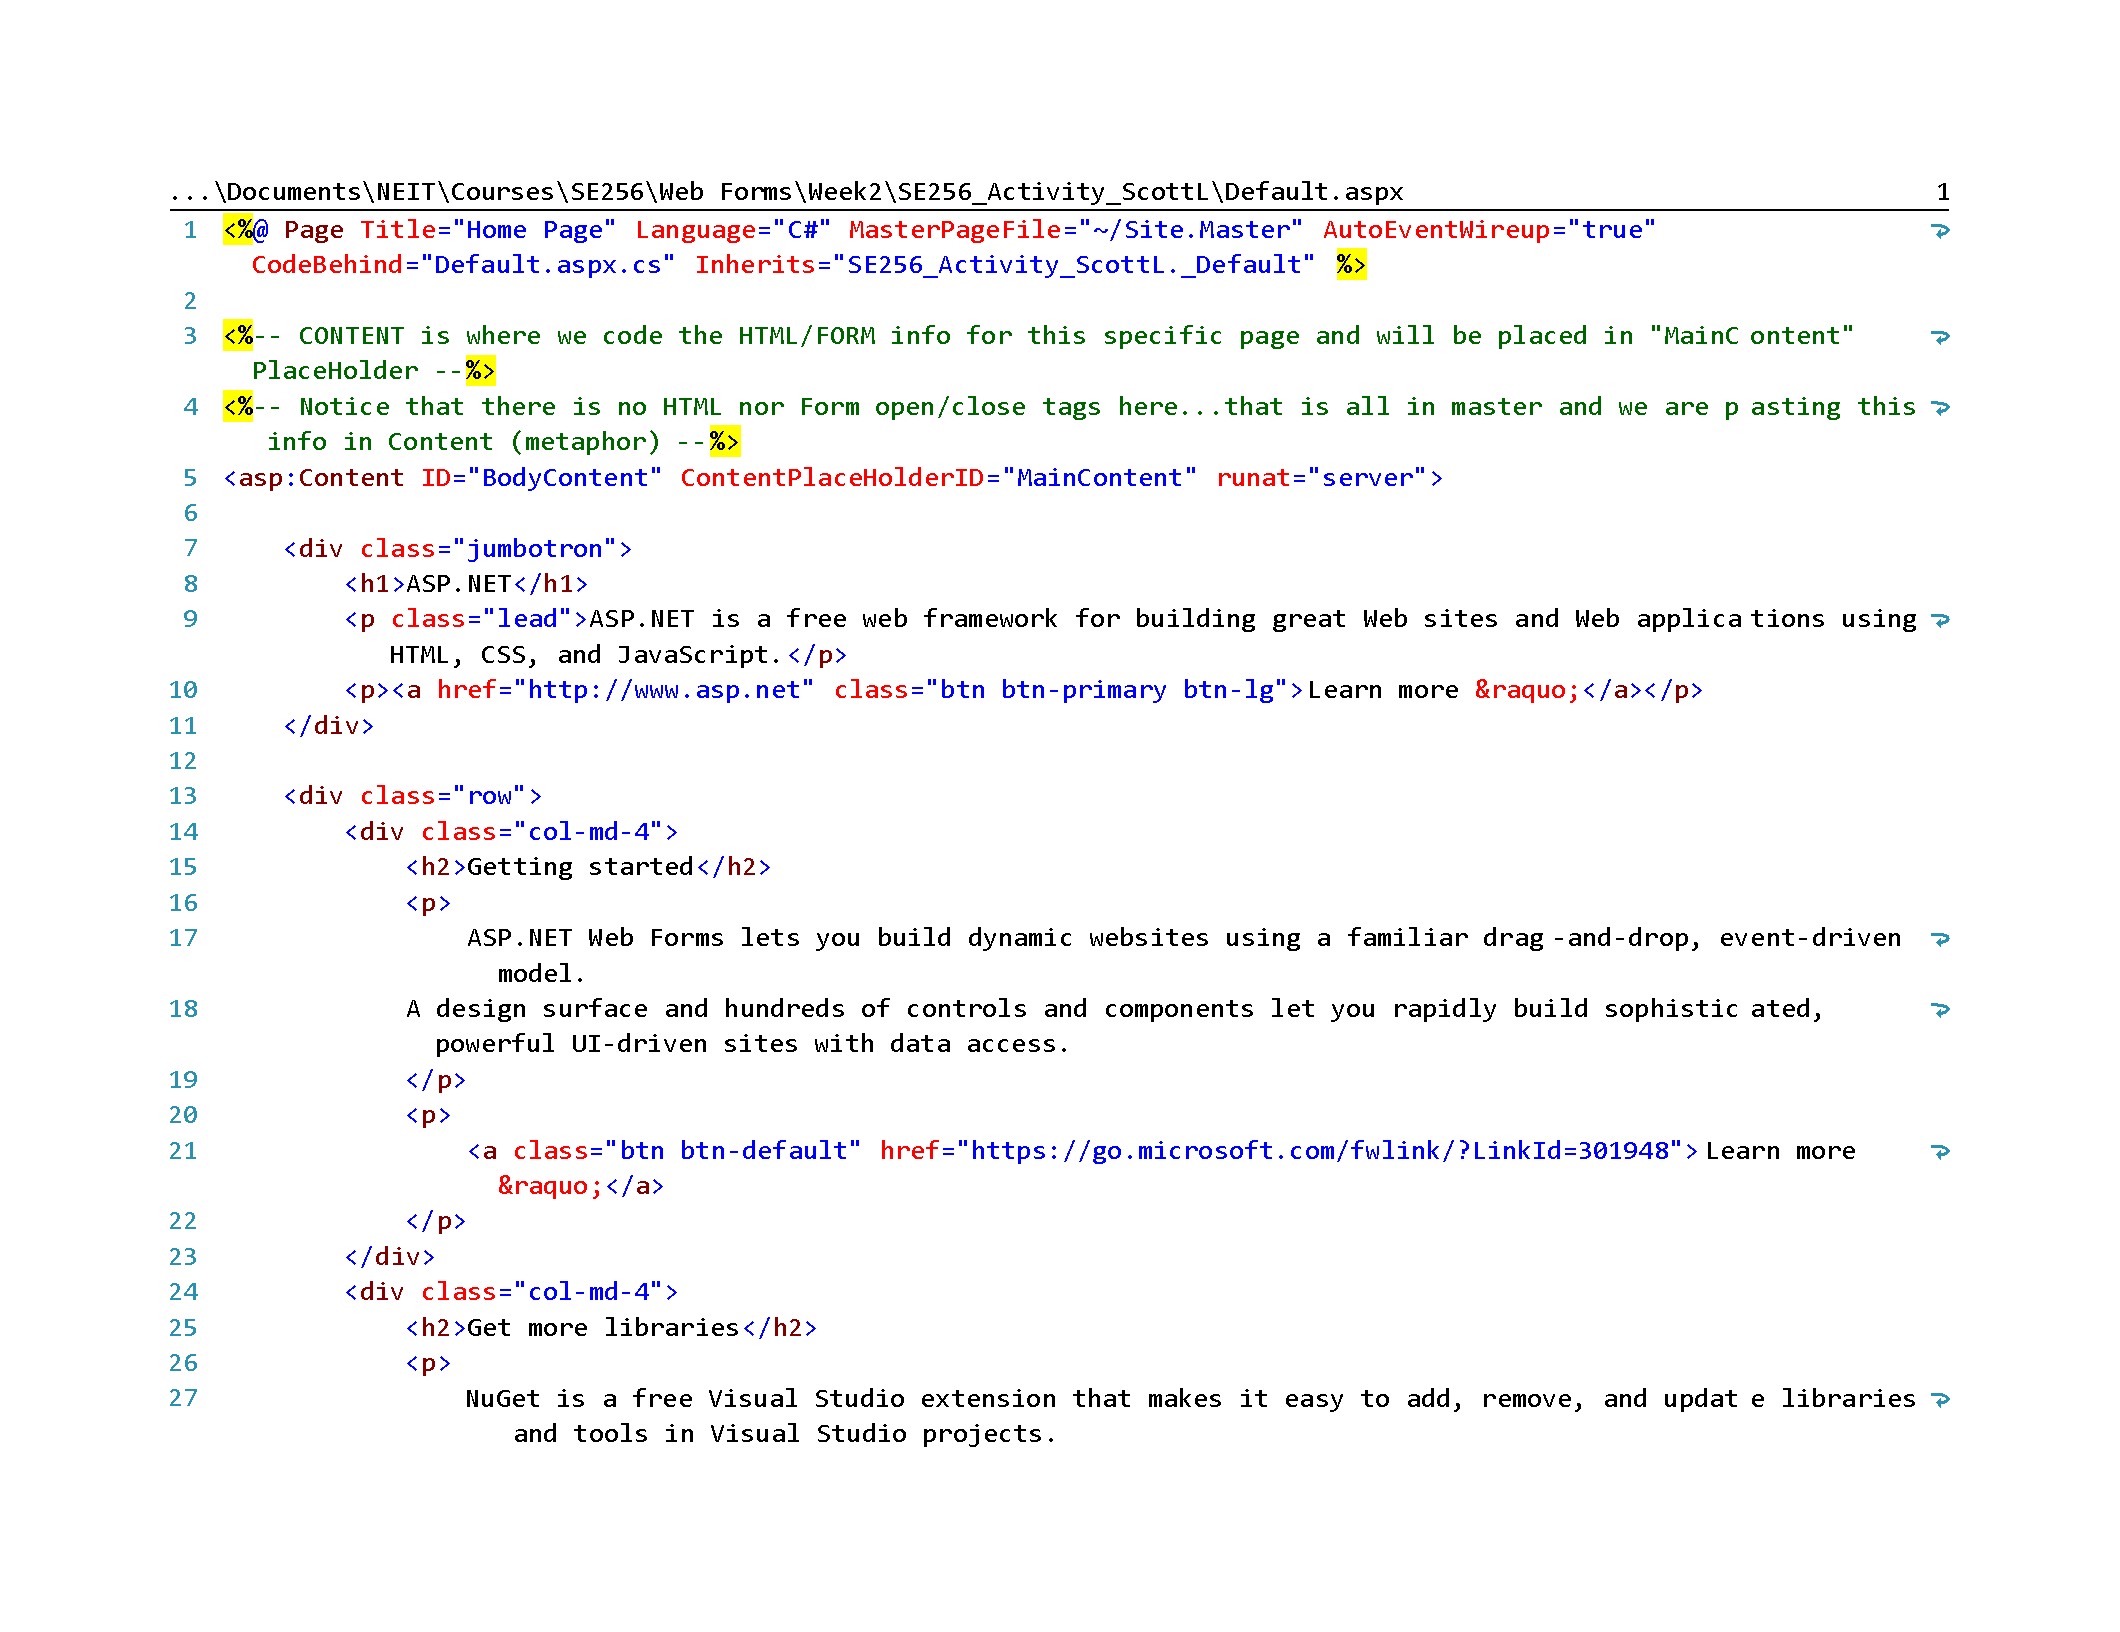 ...\Documents\NEIT\Courses\SE256\Web Forms\Week2\SE256_Activity_ScottL\Default.aspx 1
1 <%@ Page Title="Home Page" Language="C#" MasterPageFile="~/Site.Master" AutoEventWireup="true"
CodeBehind="Default.aspx.cs" Inherits="SE256_Activity_ScottL._Default" %>
2
3 <%-- CONTENT is where we code the HTML/FORM info for this specific page and will be placed in "MainContent"
PlaceHolder --%>
4 <%-- Notice that there is no HTML nor Form open/close tags here...that is all in master and we are pasting this
info in Content (metaphor) --%>
5 <asp:Content ID="BodyContent" ContentPlaceHolderID="MainContent" runat="server">
6
7 <div class="jumbotron">
8 <h1>ASP.NET</h1>
9 <p class="lead">ASP.NET is a free web framework for building great Web sites and Web applications using
HTML, CSS, and JavaScript.</p>
10 <p><a href="http://www.asp.net" class="btn btn-primary btn-lg">Learn more &raquo;</a></p>
11 </div>
12
13 <div class="row">
14 <div class="col-md-4">
15 <h2>Getting started</h2>
16 <p>
17 ASP.NET Web Forms lets you build dynamic websites using a familiar drag-and-drop, event-driven
model.
18 A design surface and hundreds of controls and components let you rapidly build sophisticated,
powerful UI-driven sites with data access.
19 </p>
20 <p>
21 <a class="btn btn-default" href="https://go.microsoft.com/fwlink/?LinkId=301948">Learn more
&raquo;</a>
22 </p>
23 </div>
24 <div class="col-md-4">
25 <h2>Get more libraries</h2>
26 <p>
27 NuGet is a free Visual Studio extension that makes it easy to add, remove, and update libraries
and tools in Visual Studio projects.